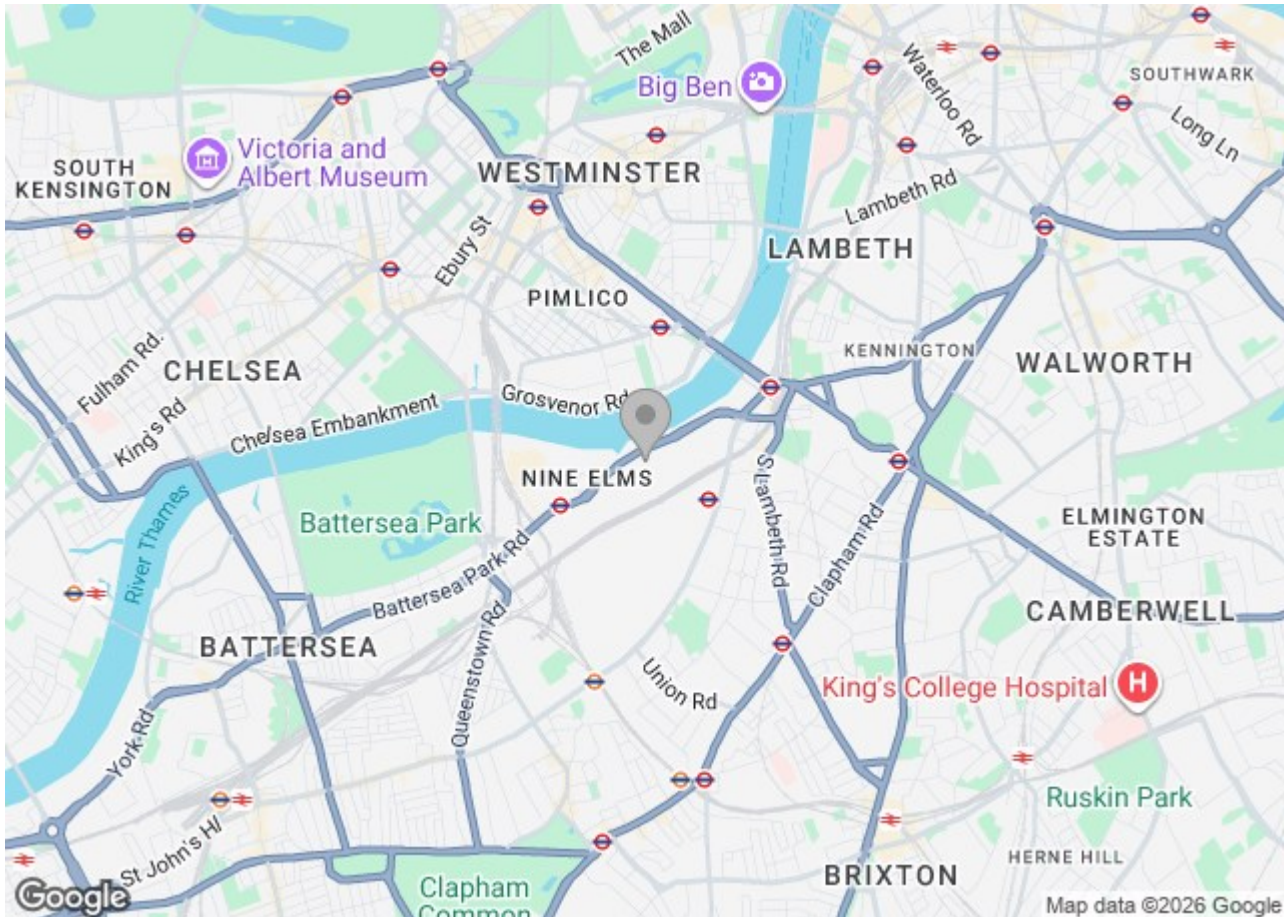 The Mall
Big Ben
Waterloo Rd
SOUTHWARK
Long Ln
Victoria and
Albert Museum
SOUTH
KENSINGTON
WESTMINSTER
Lambeth Rd
Ebury St
LAMBETH
PIMLICO
Fulham Rd.
CHELSEA
KENNINGTON
WALWORTH
King's Rd
Grosvenor Rd
Chelsea Embankment
NINE ELMS
S Lambeth Rd
Clapham Rd
River Thames
Battersea Park
ELMINGTON
ESTATE
Battersea Park Rd
CAMBERWELL
BATTERSEA
Queenstown Rd
Union Rd
King's College Hospital
H
York Rd
Ruskin Park
St John's Hl
HERNE HILL
BRIXTON
Clapham
Common
Google
Map data ©2026 Google